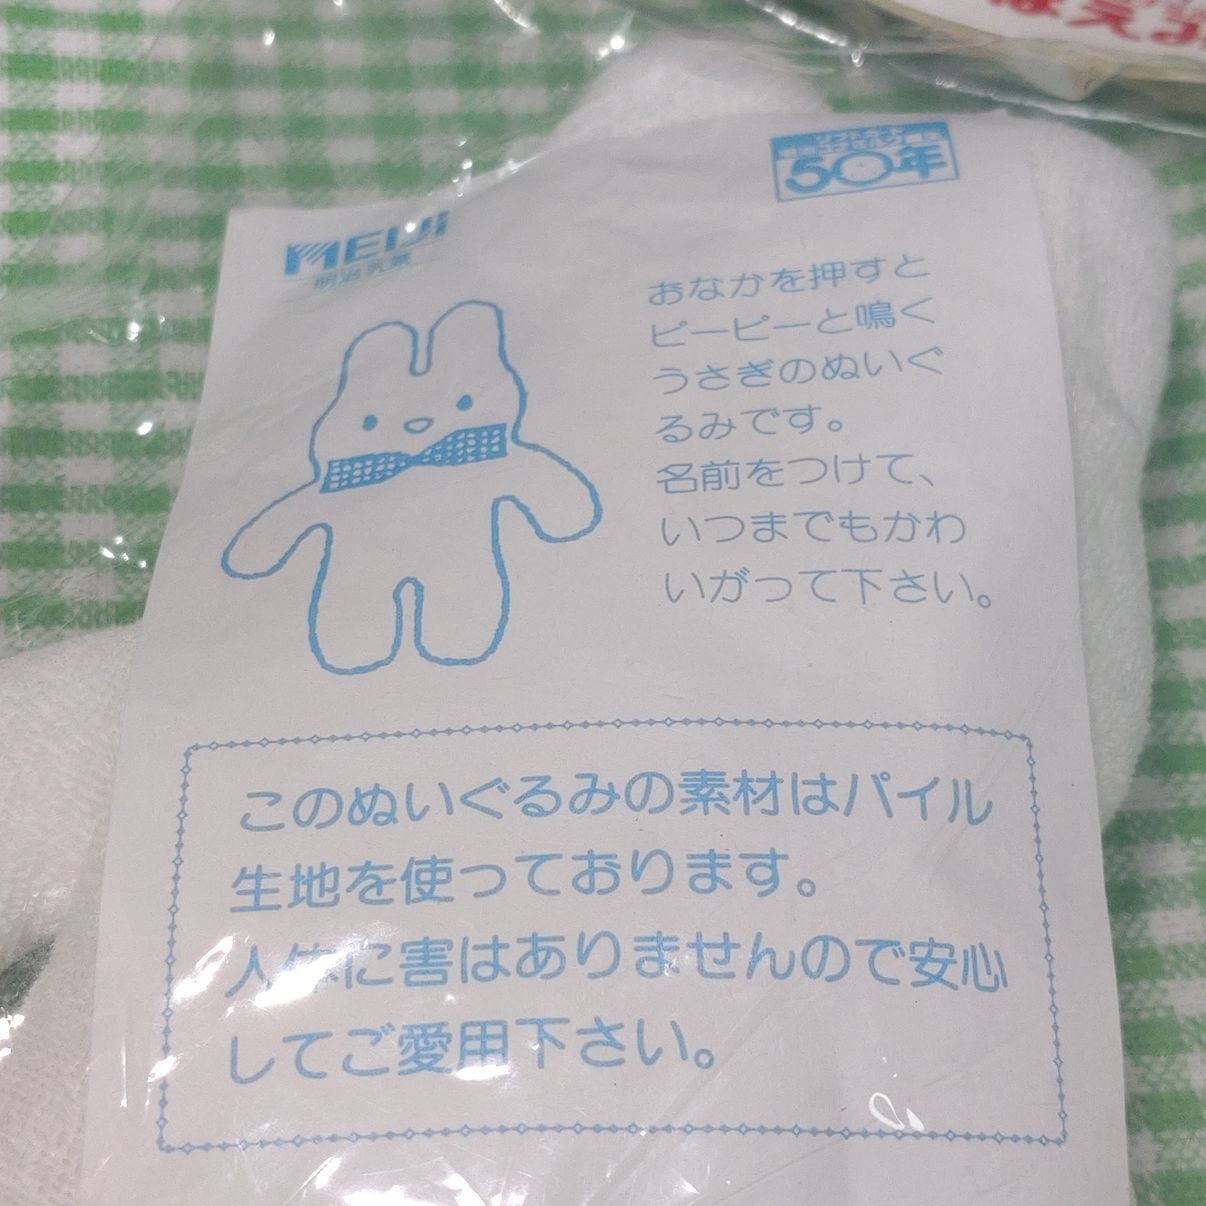 ほえみ
50年
MEIJI
明治乳業
おなかを押すと
ピーピーと鳴く
うさぎのぬいぐ
るみです。
名前をつけて、
いつまでもかわ
いがって下さい。
このぬいぐるみの素材はパイル
生地を使っております。
人体に害はありませんので安心
してご愛用下さい。